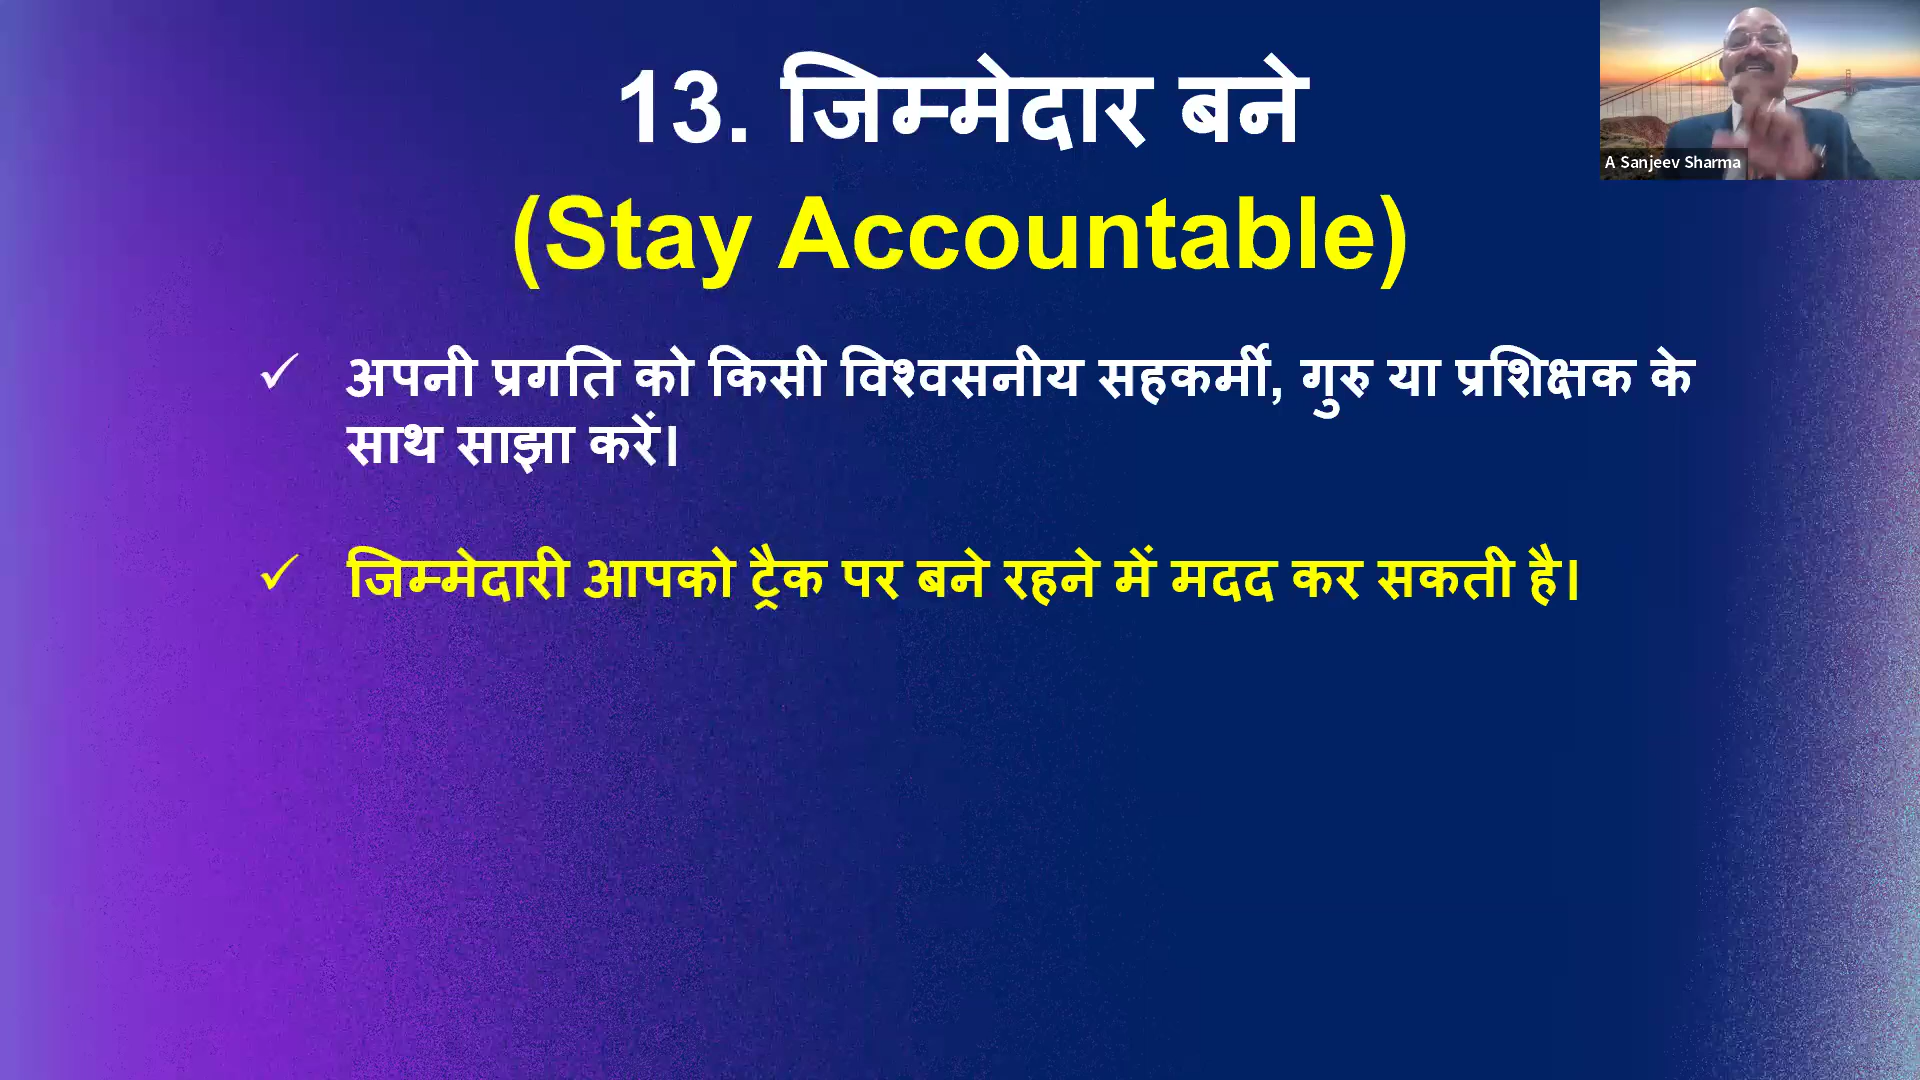 13. जिम्मेदार बने
(Stay Accountable)
✓ अपनी प्रगति को किसी विश्वसनीय सहकर्मी, गुरु या प्रशिक्षक के
साथ साझा करें।
✓ जिम्मेदारी आपको ट्रैक पर बने रहने में मदद कर सकती है।
A Sanjeev Sharma